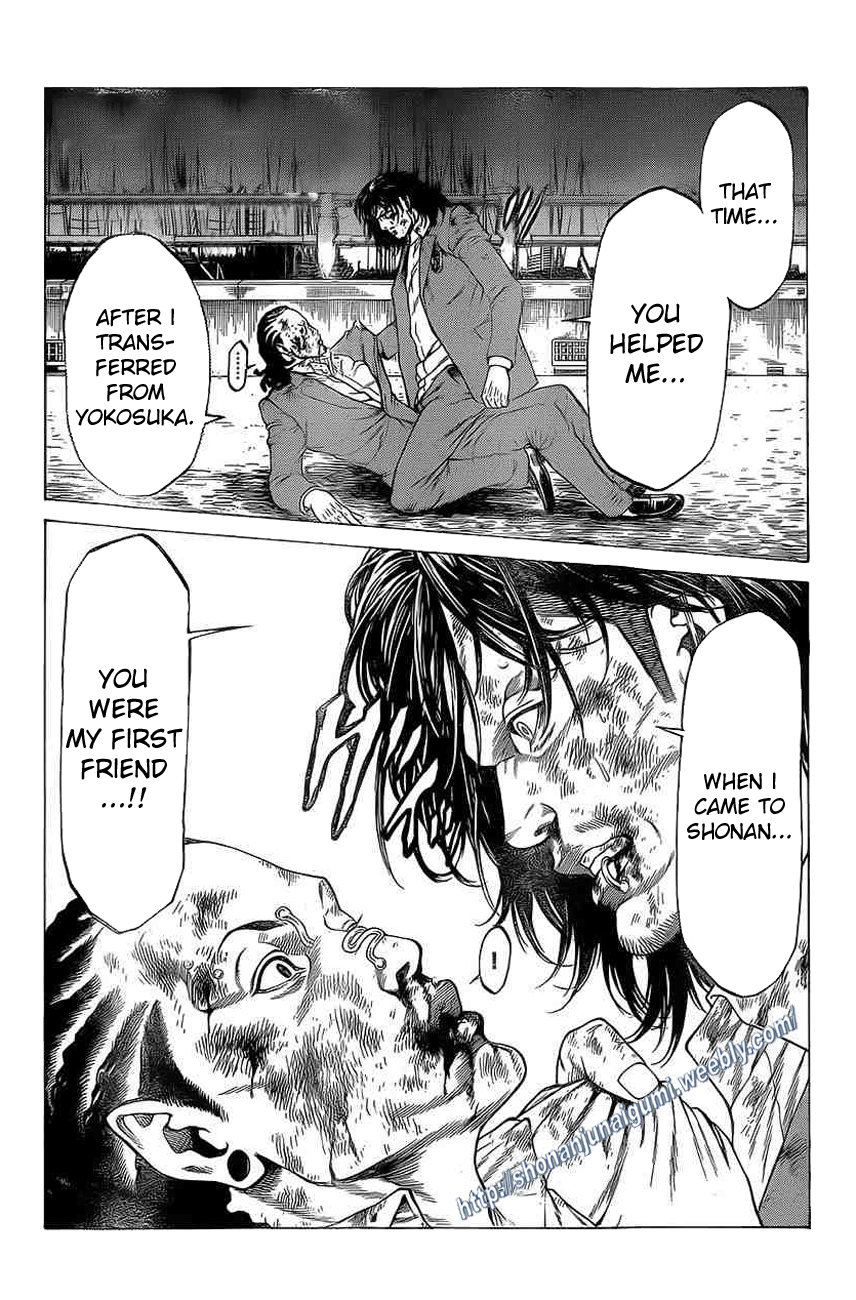 THAT
TIME...
YOU
HELPED
ME...
.......
AFTER I
TRANS-
FERRED
FROM
YOKOSUKA.
WHEN I
CAME TO
SHONAN...
YOU
WERE
MY FIRST
FRIEND
...!!
!
http://shonanjunaigumi.weebly.com/